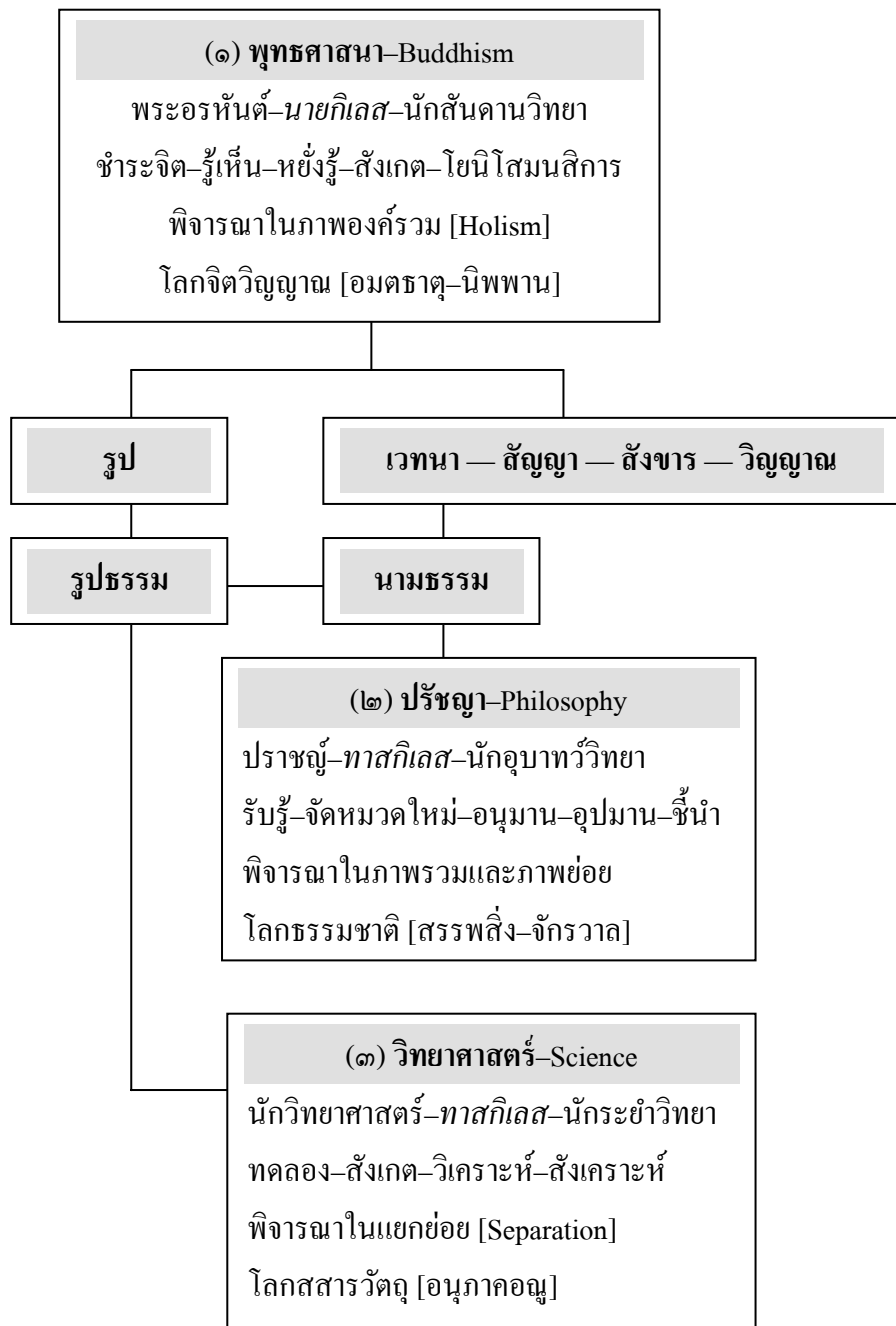 (๑) พุทธศาสนา–Buddhism
พระอรหันต์–นายกิเลส–นักสันดานวิทยา
ชำระจิต–รู้เห็น–หยั่งรู้–สังเกต–โยนิโสมนสิการ
พิจารณาในภาพองค์รวม [Holism]
โลกจิตวิญญาณ [อมตธาตุ–นิพพาน]
รูป
เวทนา — สัญญา — สังขาร — วิญญาณ
รูปธรรม
นามธรรม
(๒) ปรัชญา–Philosophy
ปราชญ์–ทาสกิเลส–นักอุบาทว์วิทยา
รับรู้–จัดหมวดใหม่–อนุมาน–อุปมาน–ชี้นำ
พิจารณาในภาพรวมและภาพย่อย
โลกธรรมชาติ [สรรพสิ่ง–จักรวาล]
(๓) วิทยาศาสตร์–Science
นักวิทยาศาสตร์–ทาสกิเลส–นักระยำวิทยา
ทดลอง–สังเกต–วิเคราะห์–สังเคราะห์
พิจารณาในแยกย่อย [Separation]
โลกสสารวัตถุ [อนุภาคอณู]